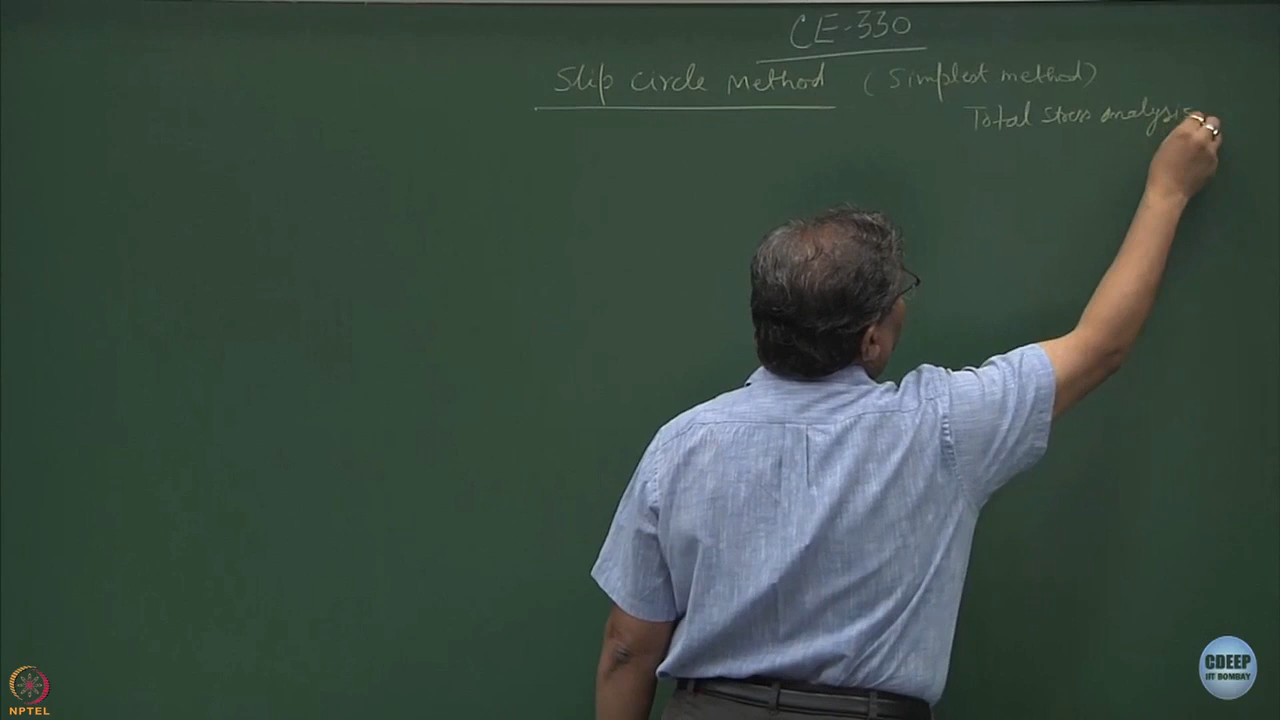 CE-330
Slip circle Method (Simplest method)
Total stress analysis
NPTEL
CDEEP
IIT BOMBAY